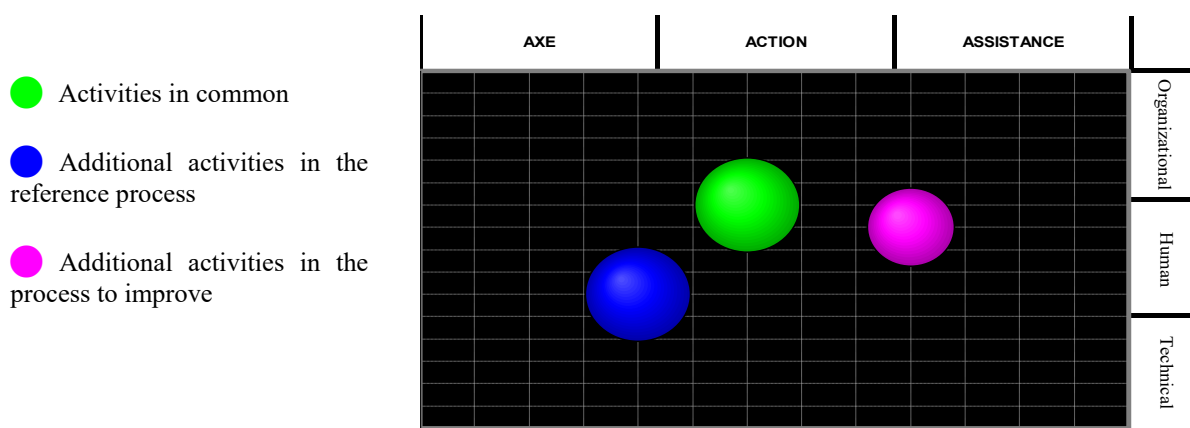 AXE
ACTION
ASSISTANCE
Activities in common
Additional activities in the
reference process
Additional activities in the
process to improve
Organizational
Human
Technical